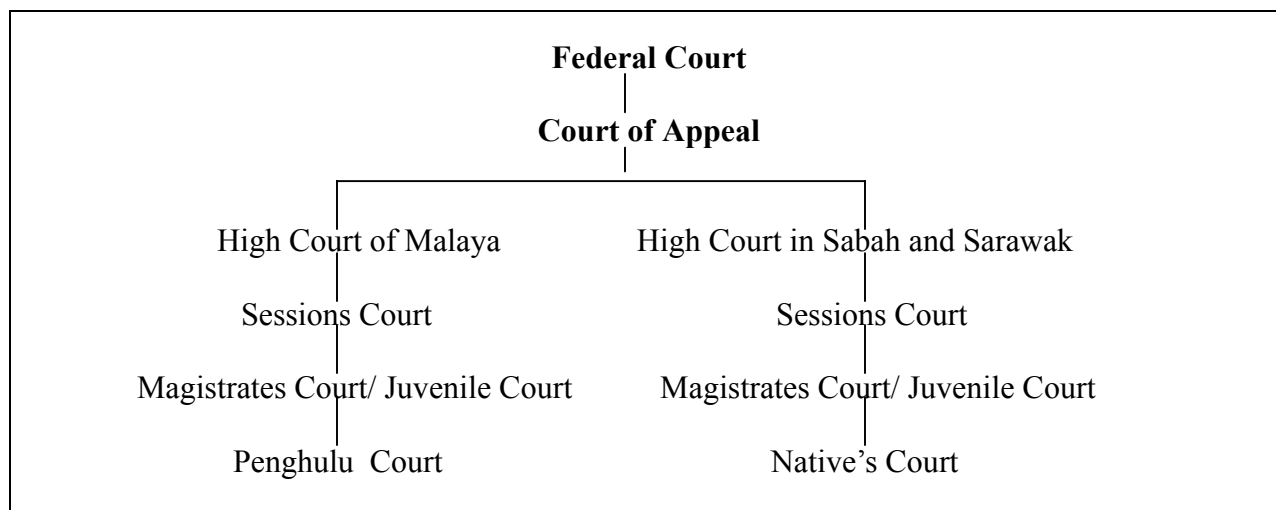 Federal Court
Court of Appeal
High Court of Malaya
High Court in Sabah and Sarawak
Sessions Court
Sessions Court
Magistrates Court/ Juvenile Court
Magistrates Court/ Juvenile Court
Penghulu  Court
Native’s Court